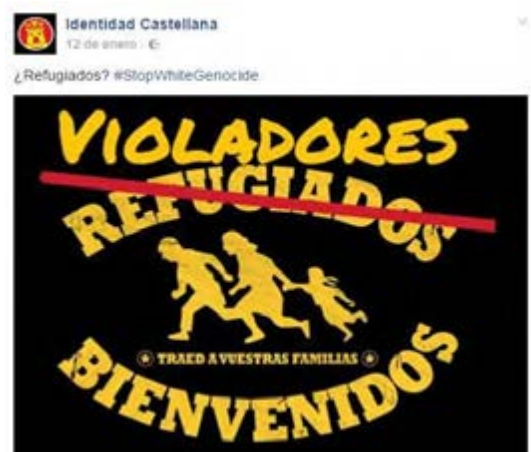 Identidad Castellana
12 de enero
¿Refugiados? #StopWhiteGenocide
VIOLADORES
REFUGIADOS
TRAED A VUESTRAS FAMILIAS
BIENVENIDOS